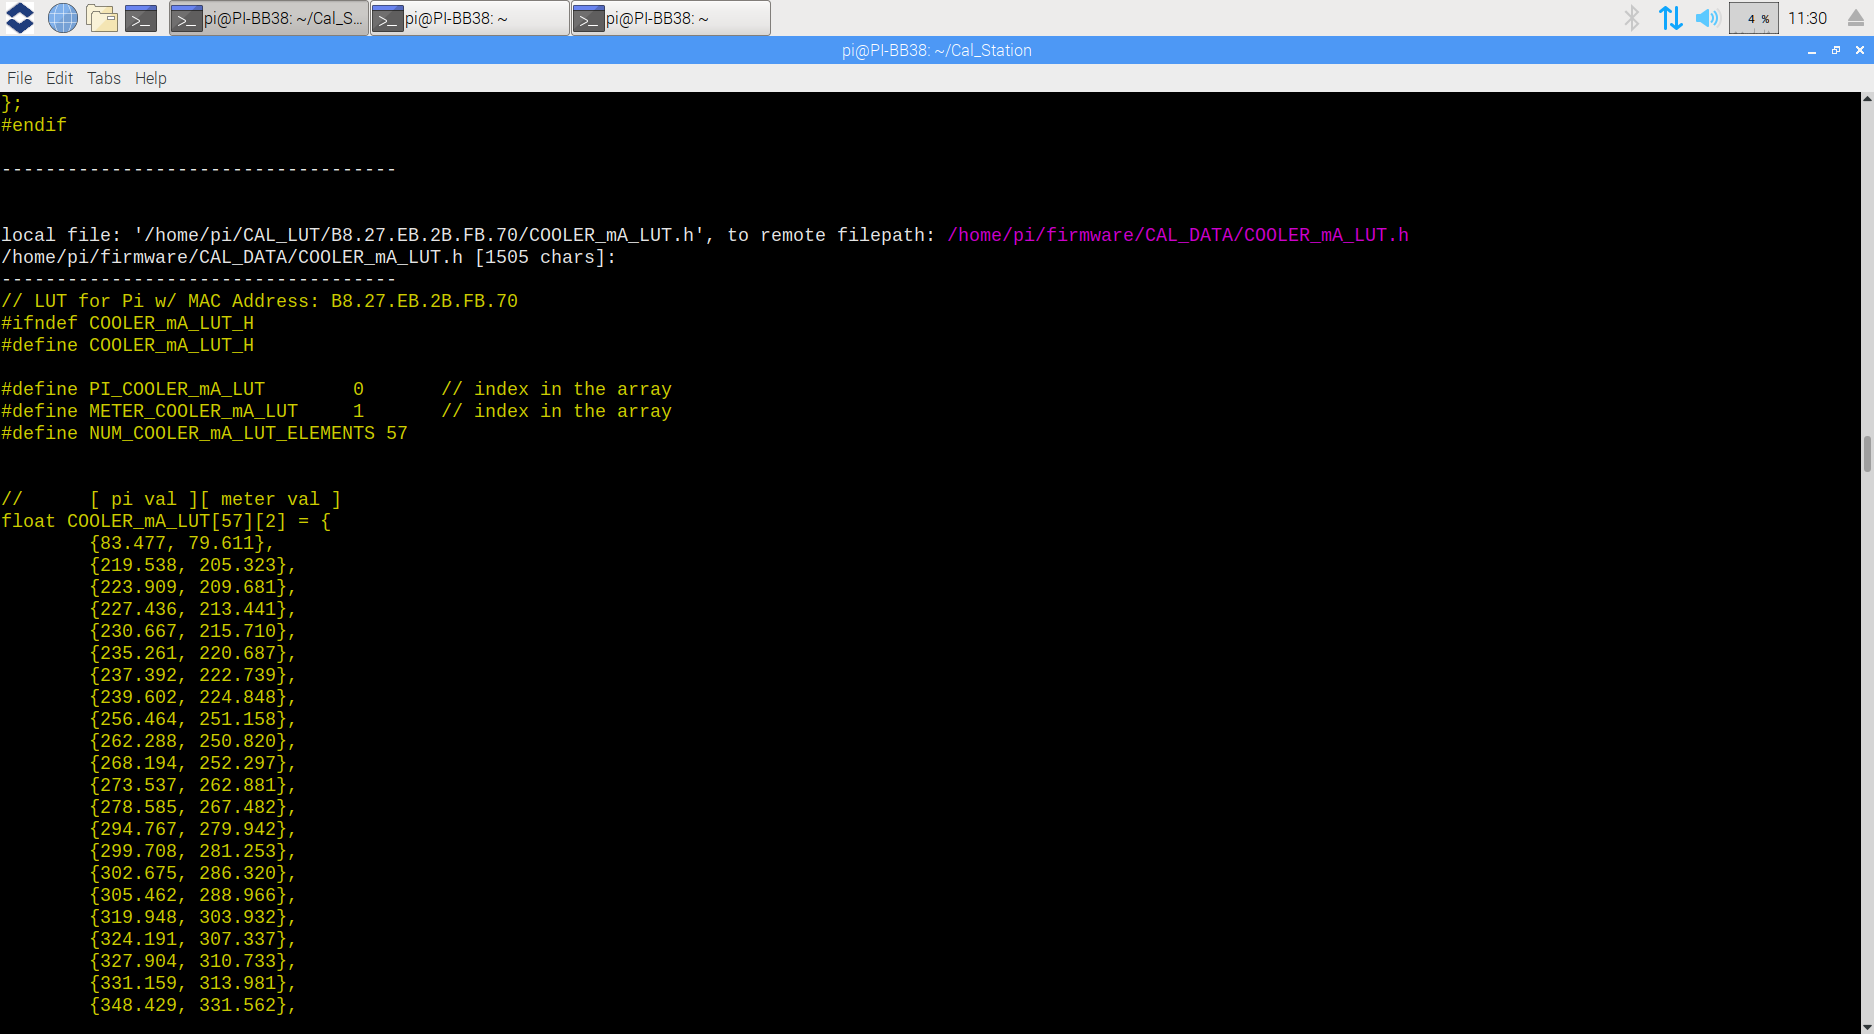 pi@PI-BB38: ~/Cal_S...
pi@PI-BB38: ~
pi@PI-BB38: ~
4 %
11:30
pi@PI-BB38: ~/Cal_Station
File Edit Tabs Help
};
#endif
------------------------------------
local file: '/home/pi/CAL_LUT/B8.27.EB.2B.FB.70/COOLER_mA_LUT.h', to remote filepath: /home/pi/firmware/CAL_DATA/COOLER_mA_LUT.h
/home/pi/firmware/CAL_DATA/COOLER_mA_LUT.h [1505 chars]:
------------------------------------
// LUT for Pi w/ MAC Address: B8.27.EB.2B.FB.70
#ifndef COOLER_mA_LUT_H
#define COOLER_mA_LUT_H
#define PI_COOLER_mA_LUT        0       // index in the array
#define METER_COOLER_mA_LUT     1       // index in the array
#define NUM_COOLER_mA_LUT_ELEMENTS 57
//      [ pi val ][ meter val ]
float COOLER_mA_LUT[57][2] = {
{83.477, 79.611},
{219.538, 205.323},
{223.909, 209.681},
{227.436, 213.441},
{230.667, 215.710},
{235.261, 220.687},
{237.392, 222.739},
{239.602, 224.848},
{256.464, 251.158},
{262.288, 250.820},
{268.194, 252.297},
{273.537, 262.881},
{278.585, 267.482},
{294.767, 279.942},
{299.708, 281.253},
{302.675, 286.320},
{305.462, 288.966},
{319.948, 303.932},
{324.191, 307.337},
{327.904, 310.733},
{331.159, 313.981},
{348.429, 331.562},